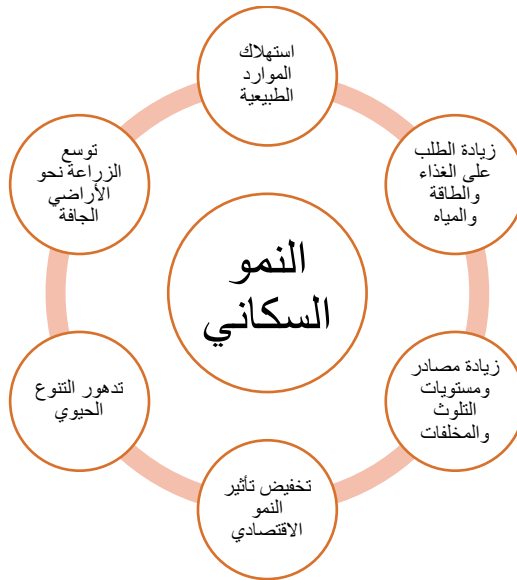 النمو
السكاني
استهلاك
الموارد
الطبيعية
زيادة الطلب
على الغذاء
والطاقة
والمياه
زيادة مصادر
ومستويات
التلوث
والمخلفات
تخفيض تأثير
النمو
الاقتصادي
تدهور التنوع
الحيوي
توسع
الزراعة نحو
الأراضي
الجافة